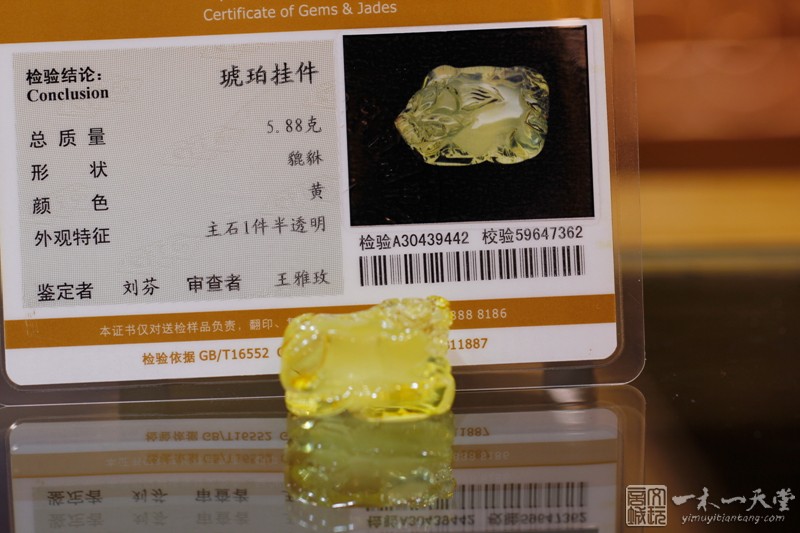 Certificate of Gems & Jades
检验结论: 琥珀挂件
Conclusion
总质量 5.88克
形状 貔貅
颜色 黄
外观特征 主石1件半透明
鉴定者 刘芬 审查者 王雅玫
检验A30439442 校验59647362
本证书仅对送检样品负责,翻印、
888 8186
检验依据 GB/T16552
311887
一木一天堂
yimuyitiantang.com